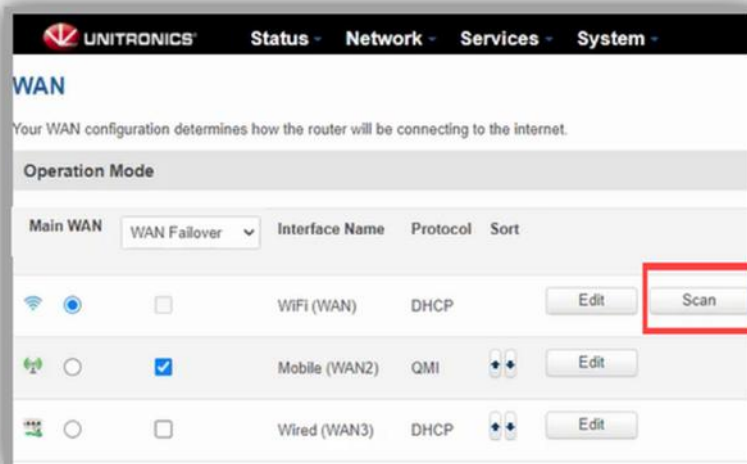 UNITRONICS Status Network Services System
WAN
Your WAN configuration determines how the router will be connecting to the internet.
Operation Mode
Main WAN WAN Failover Interface Name Protocol Sort
WiFi (WAN) DHCP Edit Scan
Mobile (WAN2) QMI Edit
Wired (WAN3) DHCP Edit